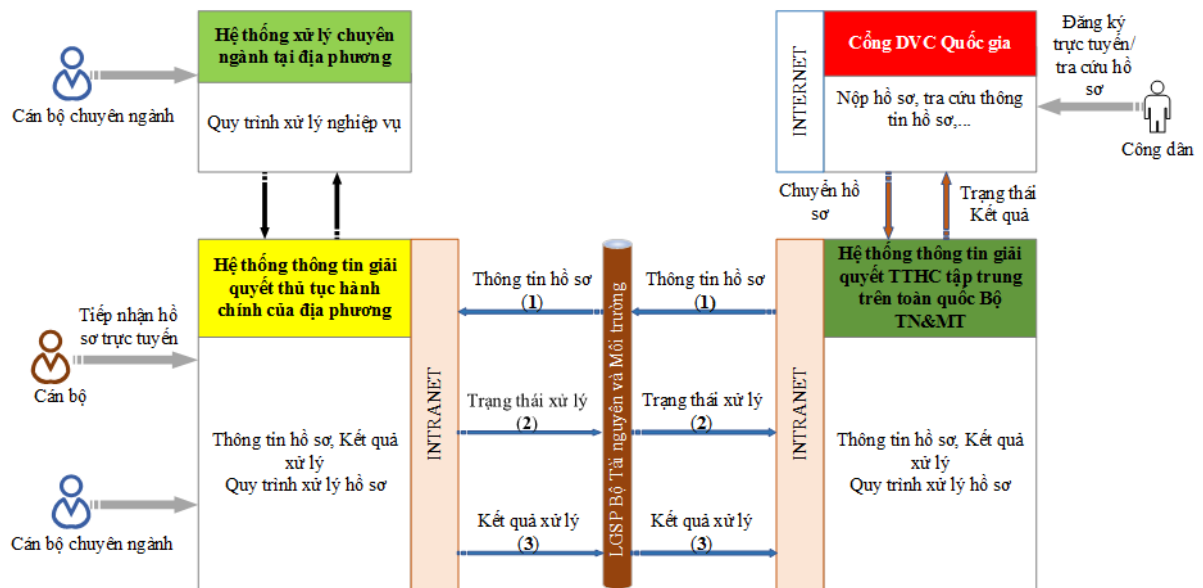 Hệ thống xử lý chuyên
ngành tại địa phương
Quy trình xử lý nghiệp vụ
Cán bộ chuyên ngành
INTERNET
Cổng DVC Quốc gia
Nộp hồ sơ, tra cứu thông
tin hồ sơ,...
Đăng ký
trực tuyến/
tra cứu hồ
sơ
Công dân
Chuyển hồ
sơ
Trạng thái
Kết quả
Hệ thống thông tin giải
quyết thủ tục hành
chính của địa phương
Tiếp nhận hồ
sơ trực tuyến
Cán bộ
Thông tin hồ sơ, Kết quả
xử lý
Quy trình xử lý hồ sơ
Cán bộ chuyên ngành
INTRANET
Thông tin hồ sơ
(1)
Trạng thái xử lý
(2)
Kết quả xử lý
(3)
LGSP Bộ Tài nguyên và Môi trường
Thông tin hồ sơ
(1)
Trạng thái xử lý
(2)
Kết quả xử lý
(3)
INTRANET
Hệ thống thông tin giải
quyết TTHC tập trung
trên toàn quốc Bộ
TN&MT
Thông tin hồ sơ, Kết quả
xử lý
Quy trình xử lý hồ sơ